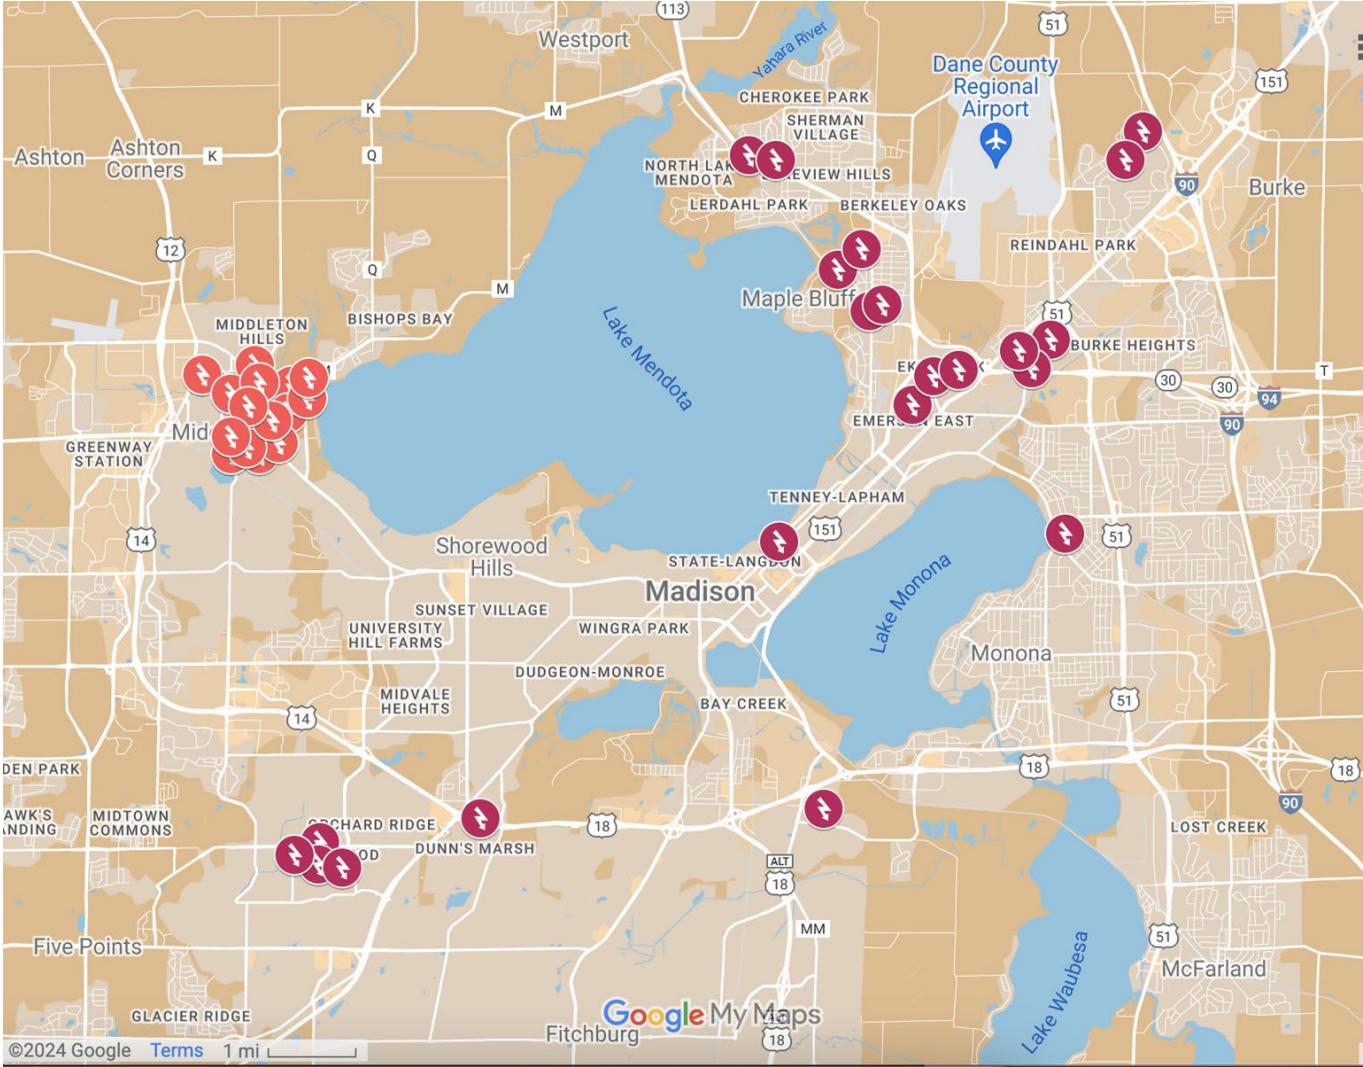 113
51
Westport
Yahara River
Dane County
Regional
Airport
151
CHEROKEE PARK
K
M
SHERMAN
VILLAGE
Ashton
Ashton
Corners
K
Q
NORTH LAK
MENDOTA
EVIEW HILLS
90
Burke
LERDAHL PARK
BERKELEY OAKS
12
REINDAHL PARK
Q
M
Maple Bluff
51
MIDDLETON
HILLS
BISHOPS BAY
Lake Mendota
BURKE HEIGHTS
M
EK
K
30
30
T
94
90
Mid
EMERSON EAST
GREENWAY
STATION
TENNEY-LAPHAM
14
151
51
Shorewood
Hills
STATE-LANGDON
Madison
Lake Monona
SUNSET VILLAGE
UNIVERSITY
HILL FARMS
WINGRA PARK
Monona
DUDGEON-MONROE
MIDVALE
HEIGHTS
BAY CREEK
51
14
DEN PARK
18
18
90
AWK'S
ANDING
MIDTOWN
COMMONS
ORCHARD RIDGE
18
LOST CREEK
OD
DUNN'S MARSH
ALT
18
MM
51
Five Points
McFarland
Lake Waubesa
GLACIER RIDGE
Google My Maps
Fitchburg
18
©2024 Google Terms 1 mi